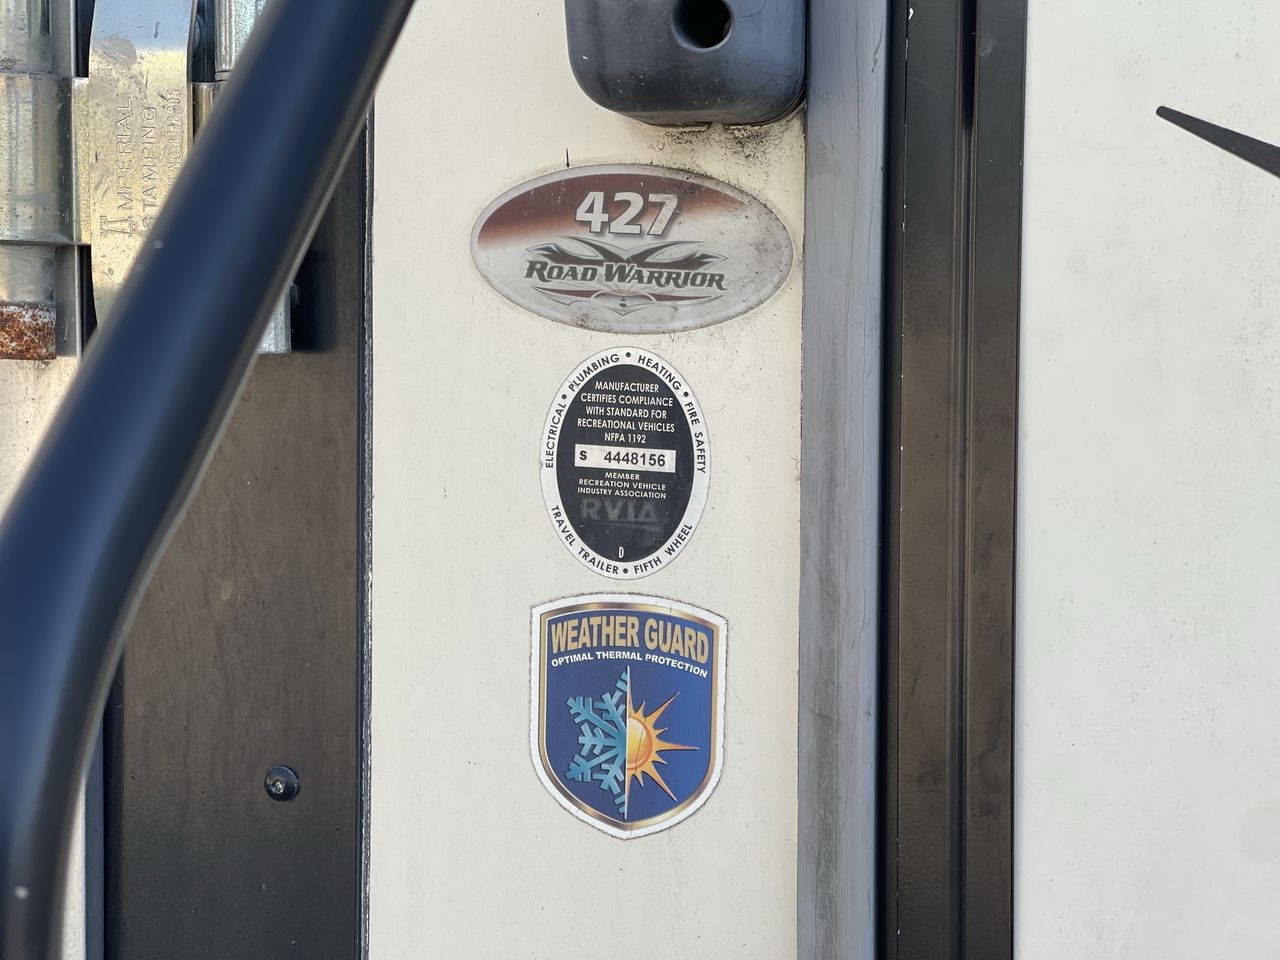 IMPERIAL
STAMPING
427
ROAD WARRIOR
ELECTRICAL • PLUMBING • HEATING • FIRE SAFETY
MANUFACTURER
CERTIFIES COMPLIANCE
WITH STANDARD FOR
RECREATIONAL VEHICLES
NFPA 1192
S 4448156
MEMBER
RECREATION VEHICLE
INDUSTRY ASSOCIATION
RVIA
D
TRAVEL TRAILER • FIFTH WHEEL
WEATHER GUARD
OPTIMAL THERMAL PROTECTION